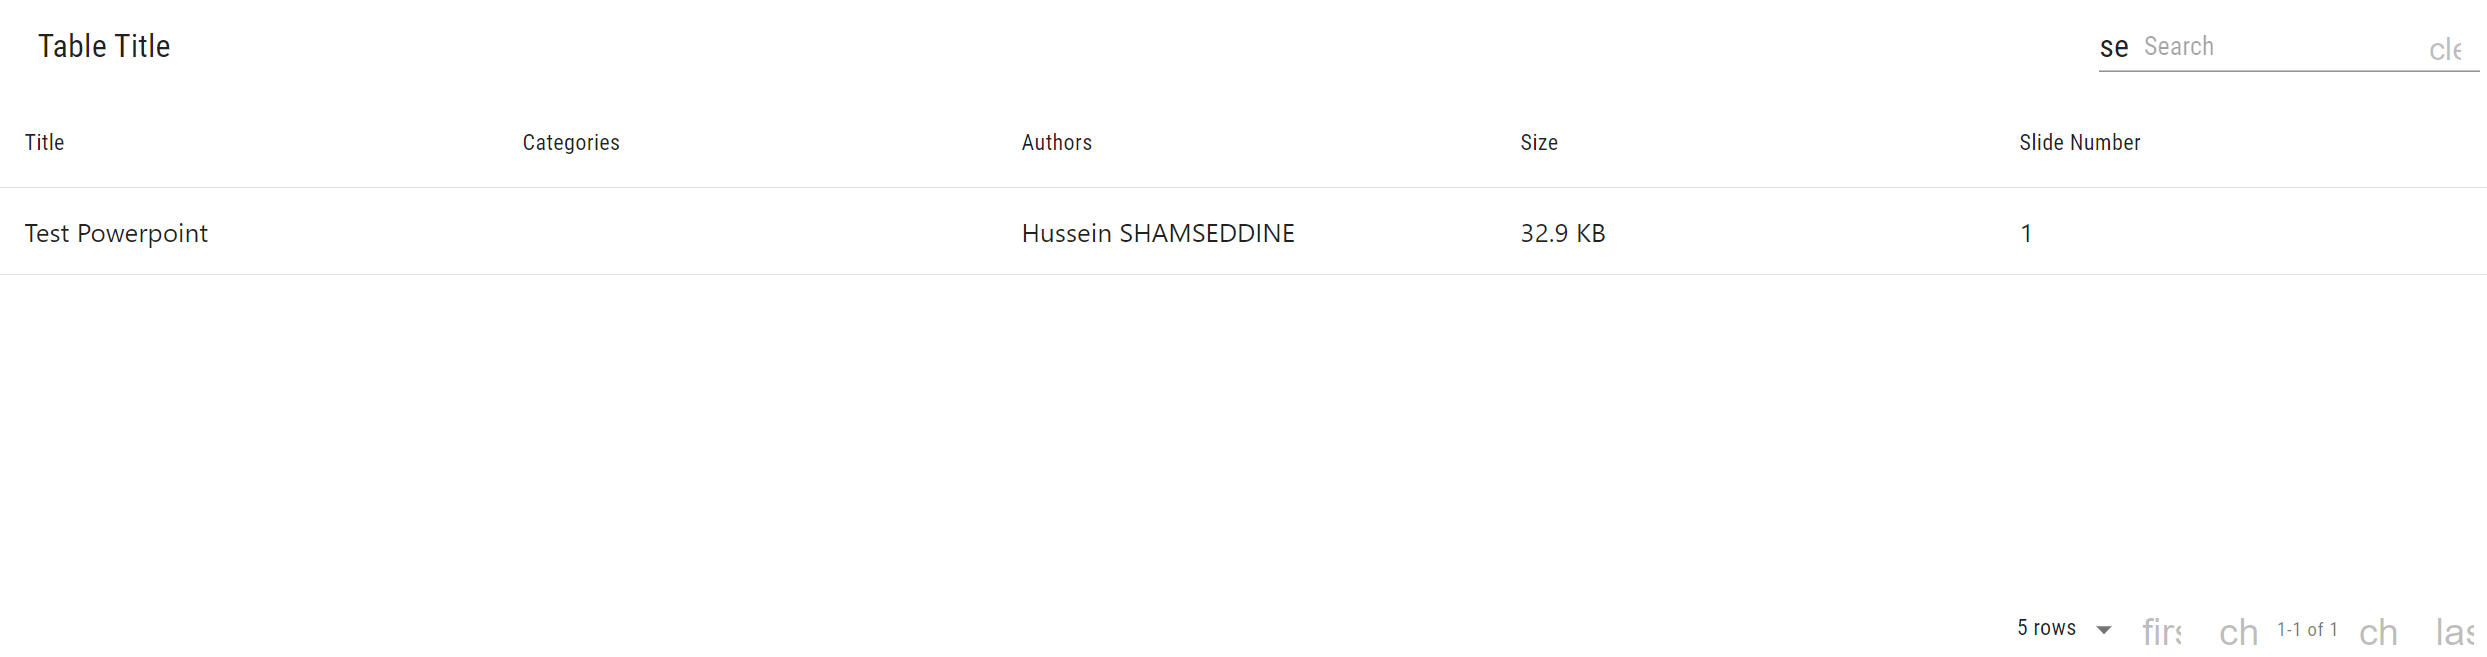 Table Title se Search cle
Title Categories Authors Size Slide Number
Test Powerpoint Hussein SHAMSEDDINE 32.9 KB 1
5 rows firs ch 1-1 of 1 ch las